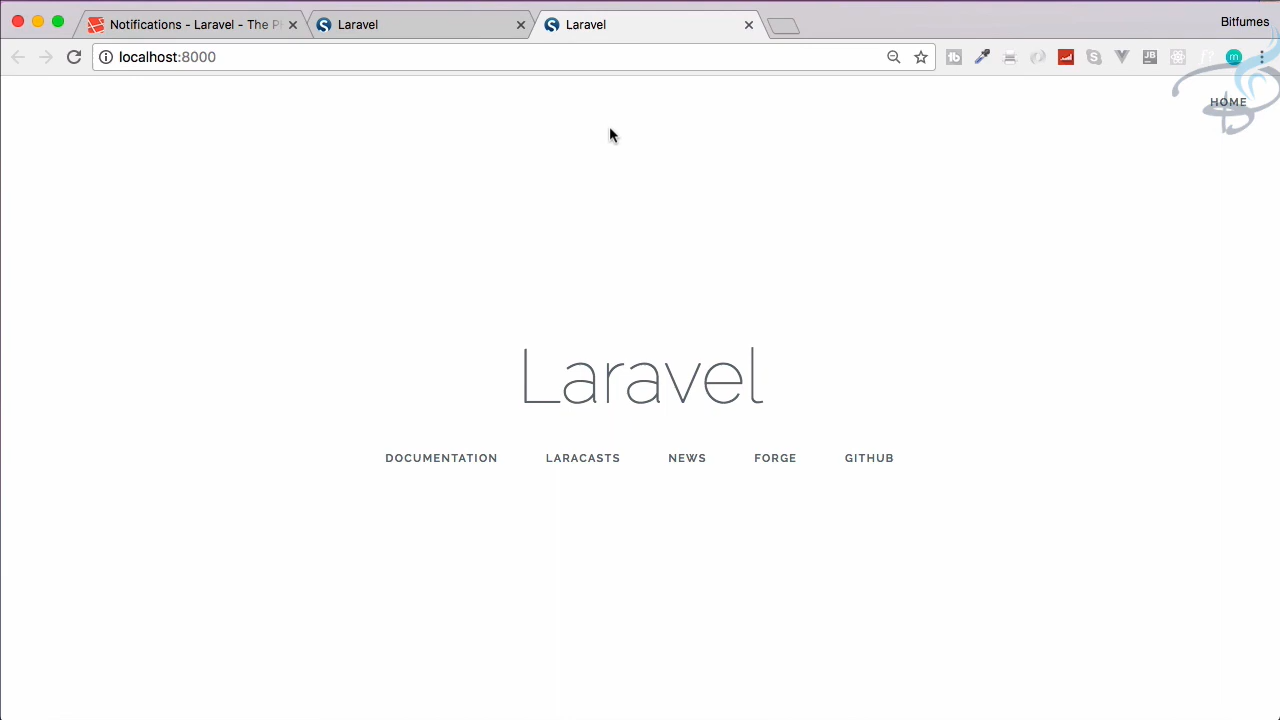 Notifications - Laravel - The P
Laravel
Laravel
Bitfumes
localhost:8000
HOME
Laravel
DOCUMENTATION LARACASTS NEWS FORGE GITHUB